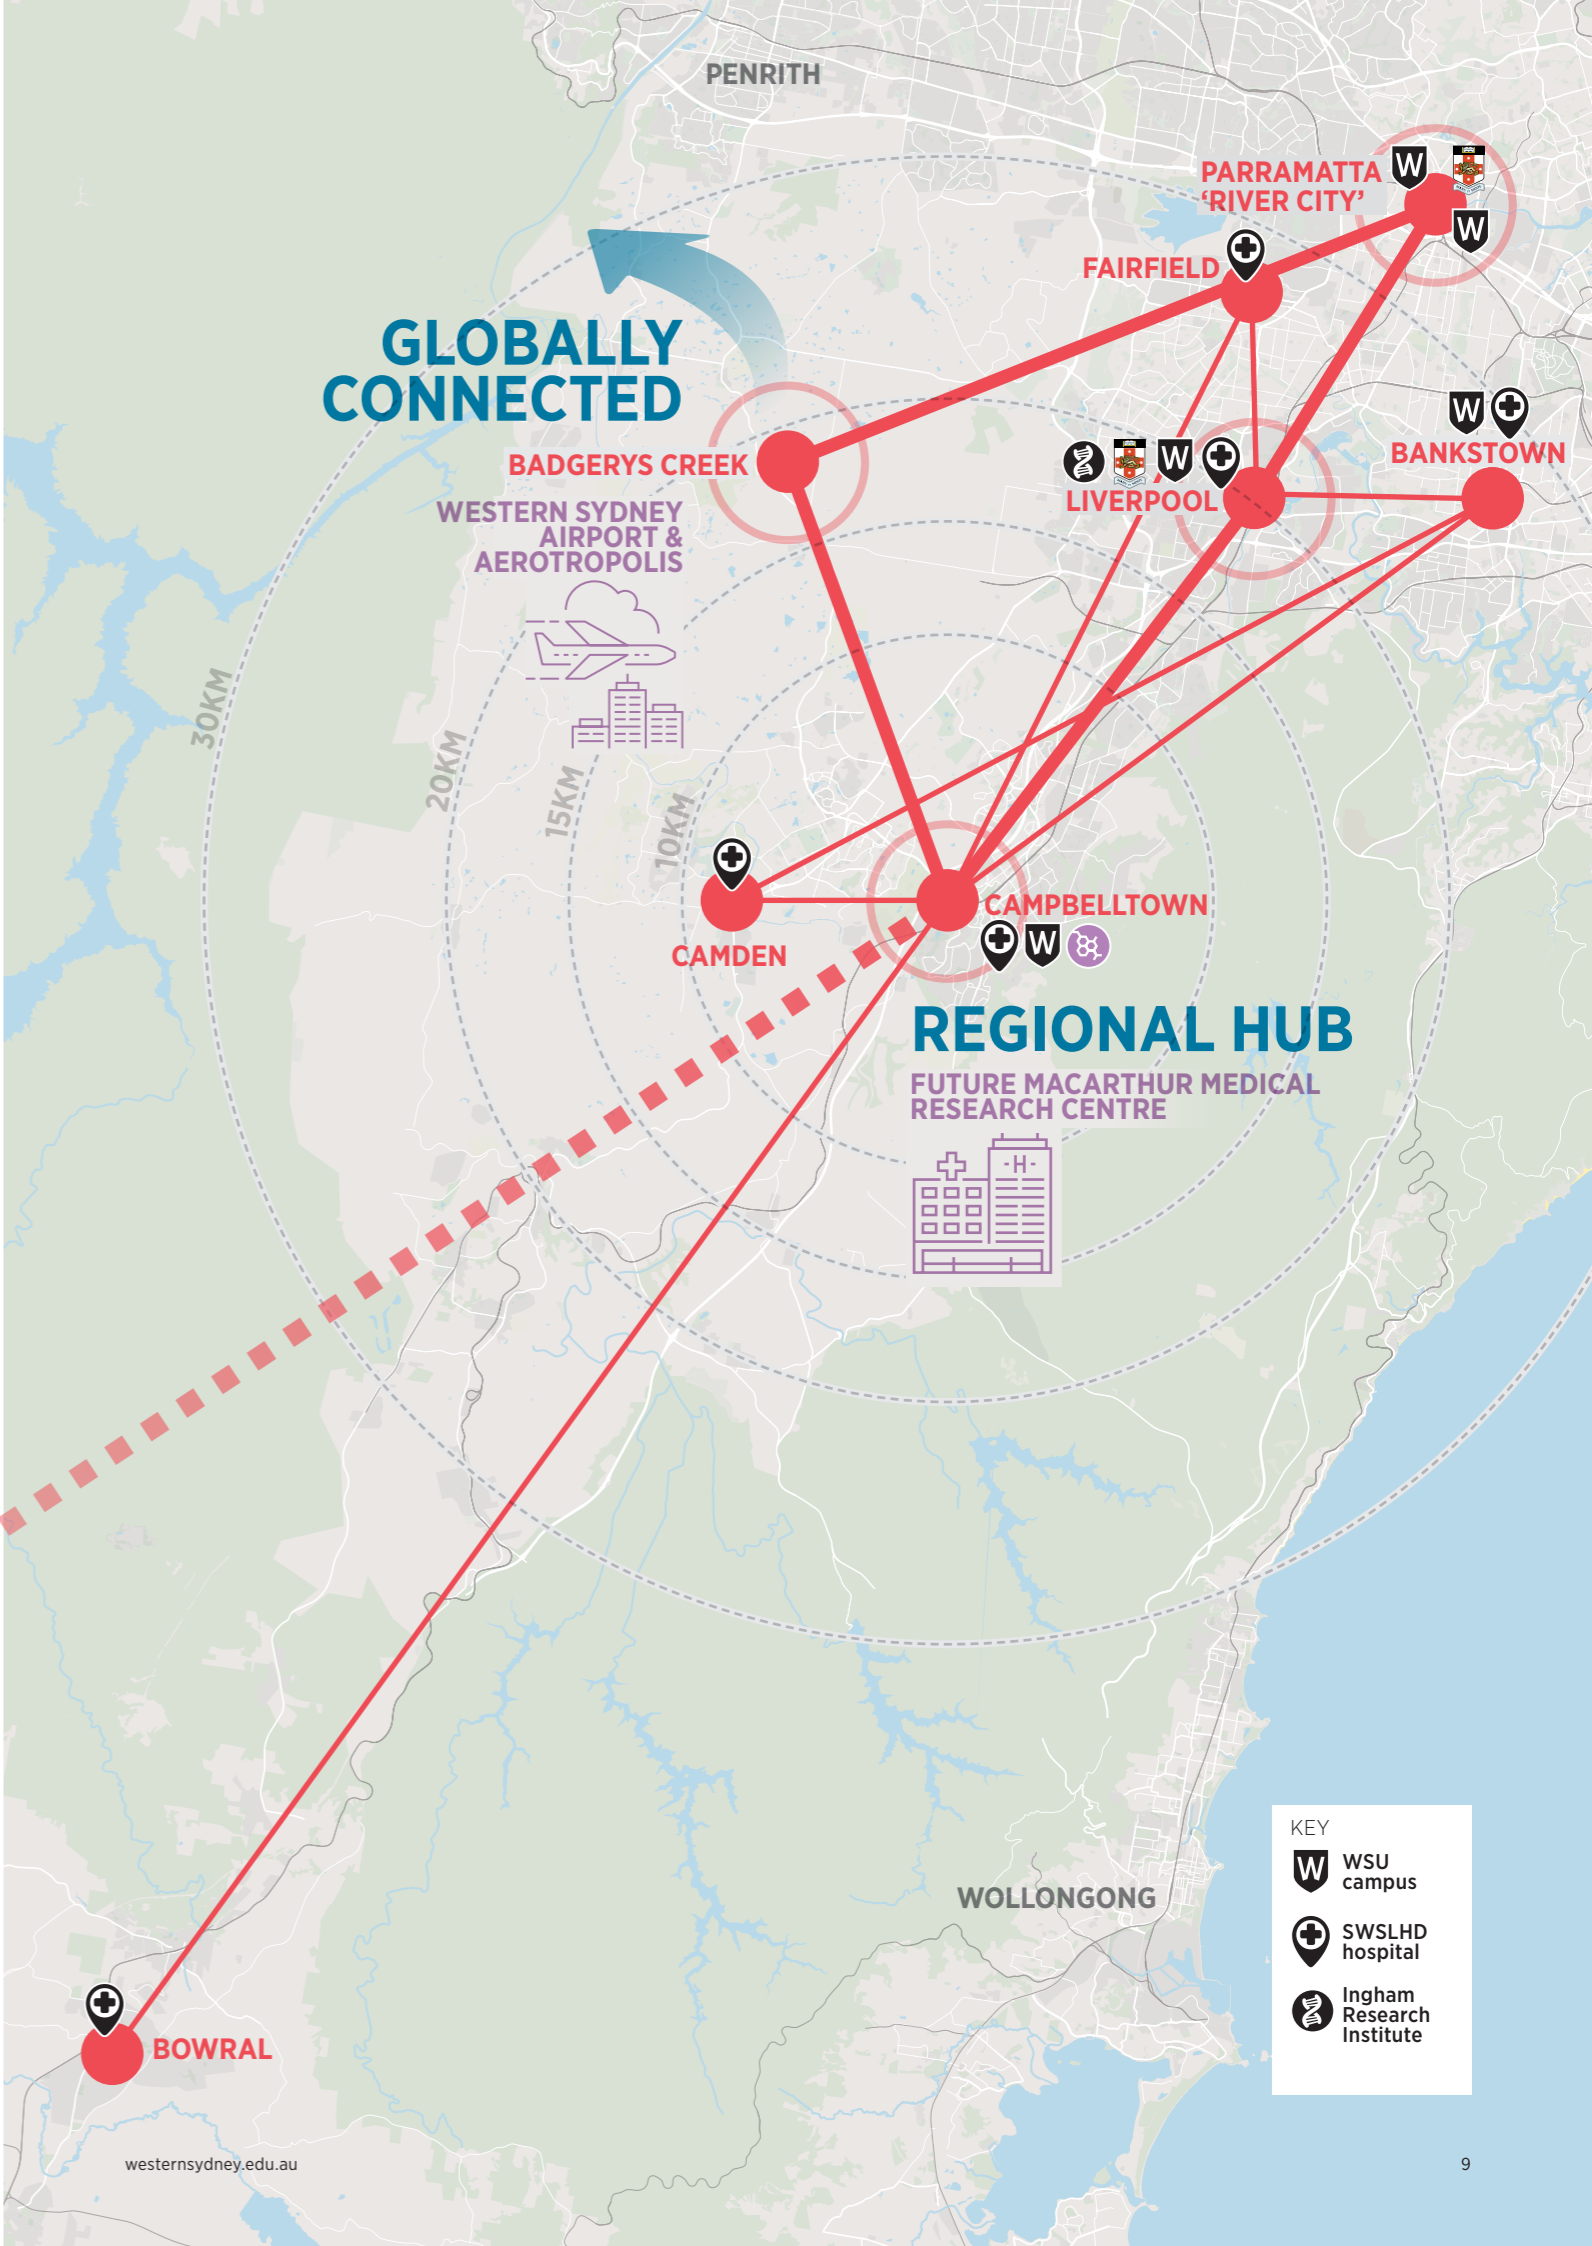 PENRITH
PARRAMATTA
‘RIVER CITY’
W
W
FAIRFIELD
GLOBALLY
CONNECTED
W
BANKSTOWN
BADGERYS CREEK
W
LIVERPOOL
WESTERN SYDNEY
AIRPORT &
AEROTROPOLIS
30KM
20KM
15KM
10KM
CAMPBELLTOWN
W
CAMDEN
REGIONAL HUB
FUTURE MACARTHUR MEDICAL
RESEARCH CENTRE
-H-
KEY
W
WSU
campus
WOLLONGONG
SWSLHD
hospital
Ingham
Research
Institute
BOWRAL
westernsydney.edu.au
9